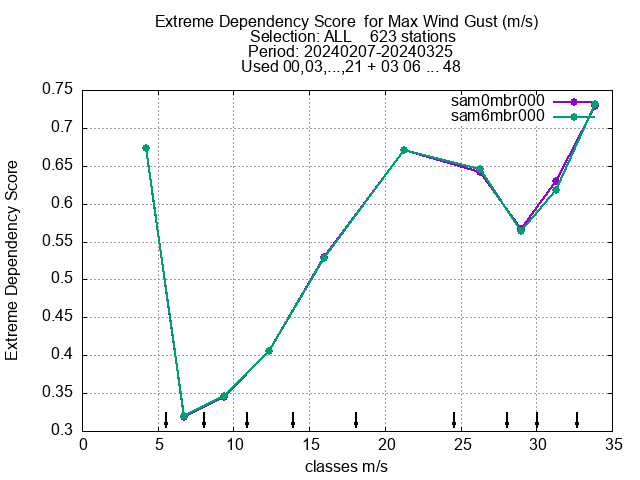 Extreme Dependency Score  for Max Wind Gust (m/s)
Selection: ALL    623 stations
Period: 20240207-20240325
Used 00,03,...,21 + 03 06 ... 48
sam0mbr000
sam6mbr000
0.75
0.7
0.65
0.6
0.55
0.5
0.45
0.4
0.35
0.3
Extreme Dependency Score
0 5 10 15 20 25 30 35
classes m/s